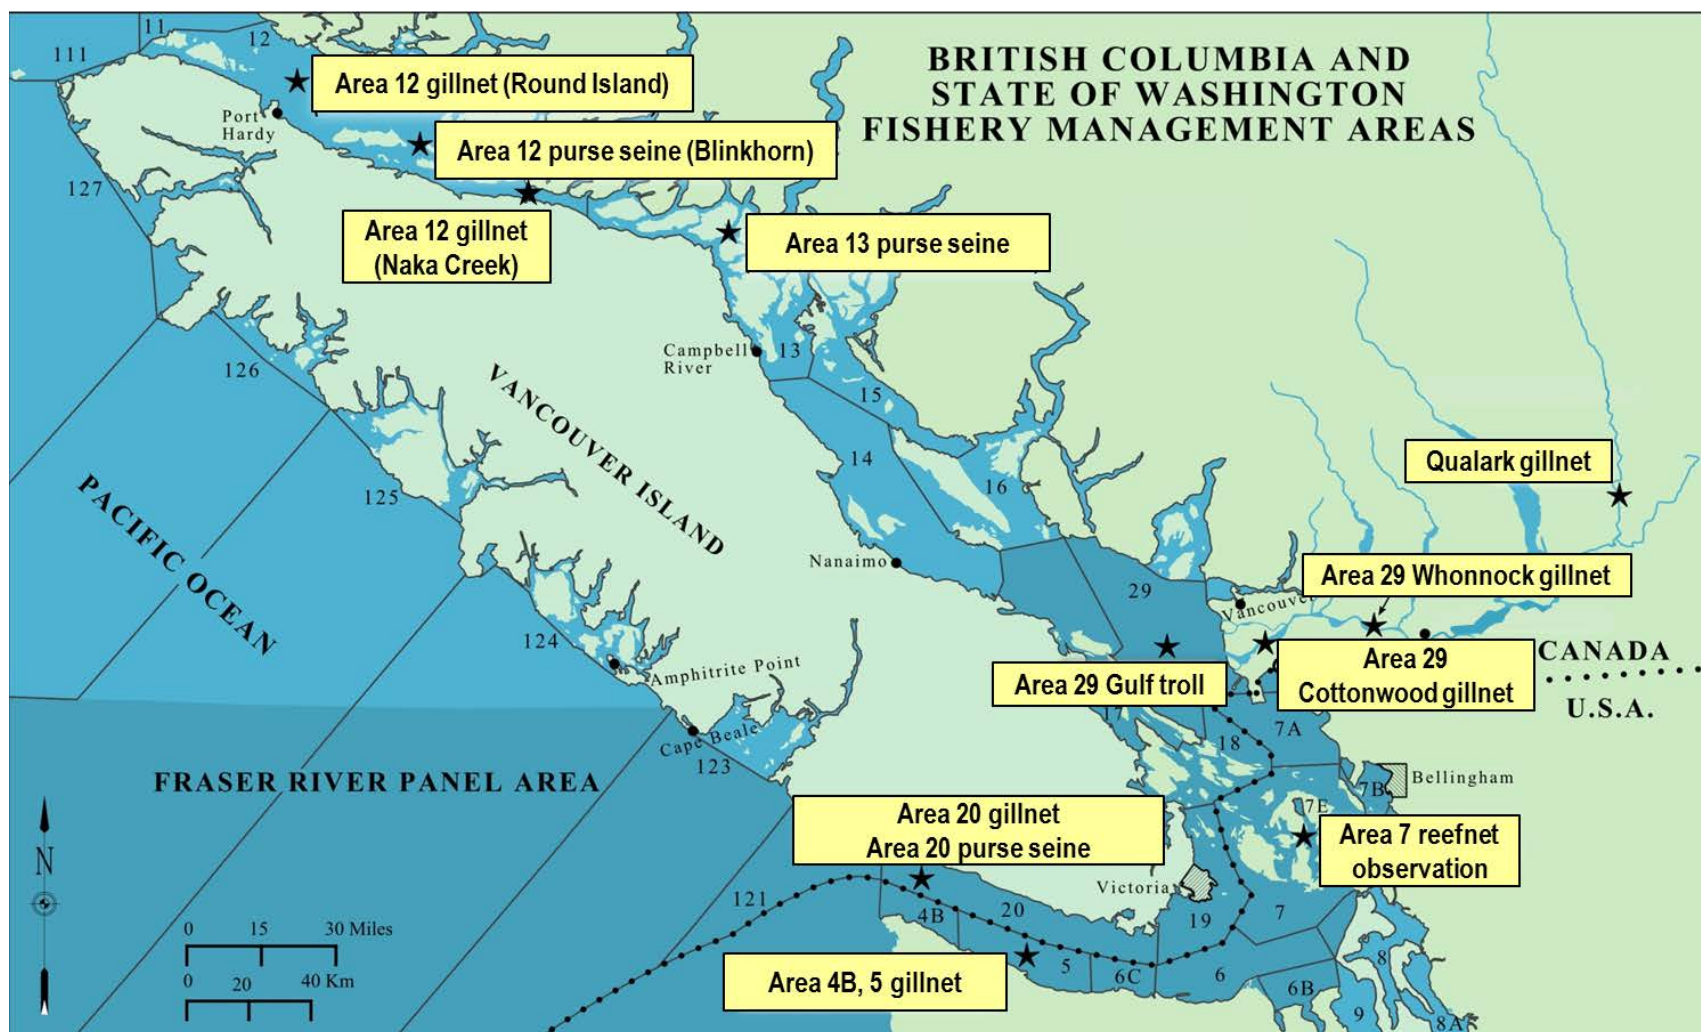 BRITISH COLUMBIA AND
STATE OF WASHINGTON
FISHERY MANAGEMENT AREAS
111
11
12
Area 12 gillnet (Round Island)
Port
Hardy
Area 12 purse seine (Blinkhorn)
127
Area 12 gillnet
(Naka Creek)
Area 13 purse seine
Campbell
River
13
126
15
VANCOUVER ISLAND
14
16
125
Qualark gillnet
PACIFIC OCEAN
Nanaimo
29
Area 29 Whonnock gillnet
Vancouver
124
Amphitrite Point
Area 29 Gulf troll
Area 29
Cottonwood gillnet
CANADA
U.S.A.
17
18
7A
Cape Beale
123
FRASER RIVER PANEL AREA
7B
Bellingham
7E
Area 20 gillnet
Area 20 purse seine
Area 7 reefnet
observation
N
Victoria
121
4B
20
19
7
0 15 30 Miles
0 20 40 Km
Area 4B, 5 gillnet
5
6C
6
6B
8
9
8A